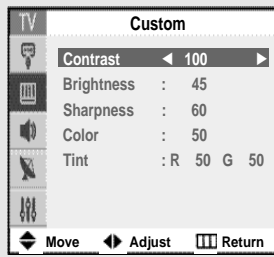 TV
Custom
Contrast ◀ 100 ▶
Brightness : 45
Sharpness : 60
Color : 50
Tint : R 50 G 50
Move Adjust Return